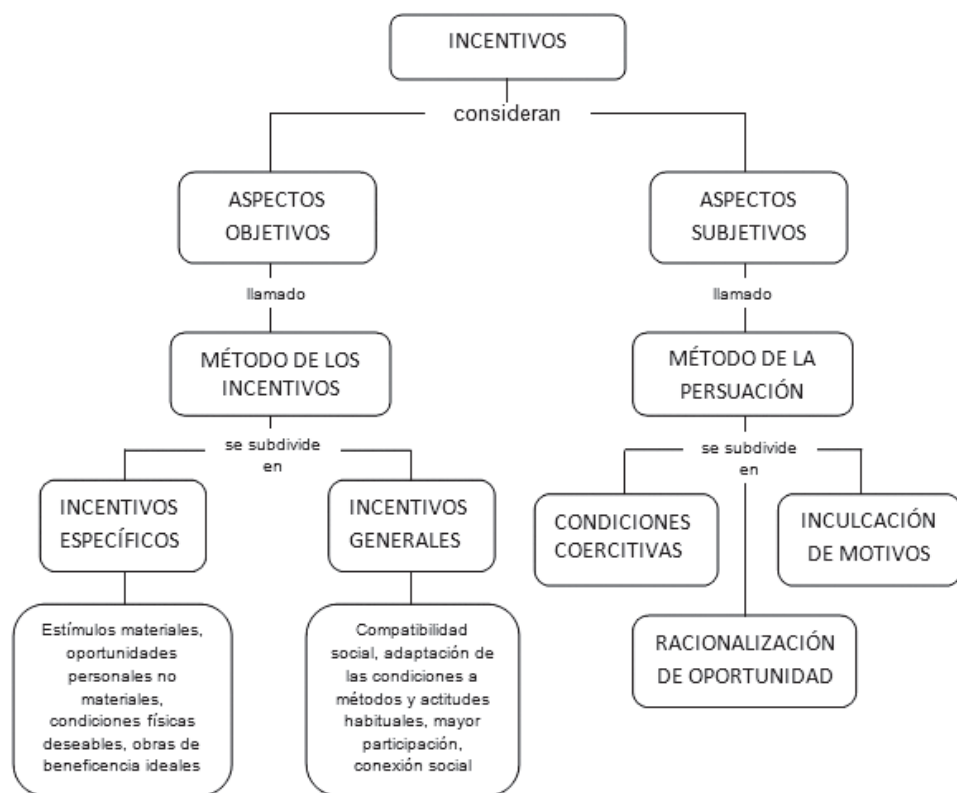 INCENTIVOS
consideran
ASPECTOS
OBJETIVOS
ASPECTOS
SUBJETIVOS
llamado
llamado
MÉTODO DE LOS
INCENTIVOS
MÉTODO DE LA
PERSUACIÓN
se subdivide
en
se subdivide
en
INCENTIVOS
ESPECÍFICOS
INCENTIVOS
GENERALES
CONDICIONES
COERCITIVAS
INCULCACIÓN
DE MOTIVOS
Estímulos materiales,
oportunidades
personales no
materiales,
condiciones físicas
deseables, obras de
beneficencia ideales
Compatibilidad
social, adaptación de
las condiciones a
métodos y actitudes
habituales, mayor
participación,
conexión social
RACIONALIZACIÓN
DE OPORTUNIDAD